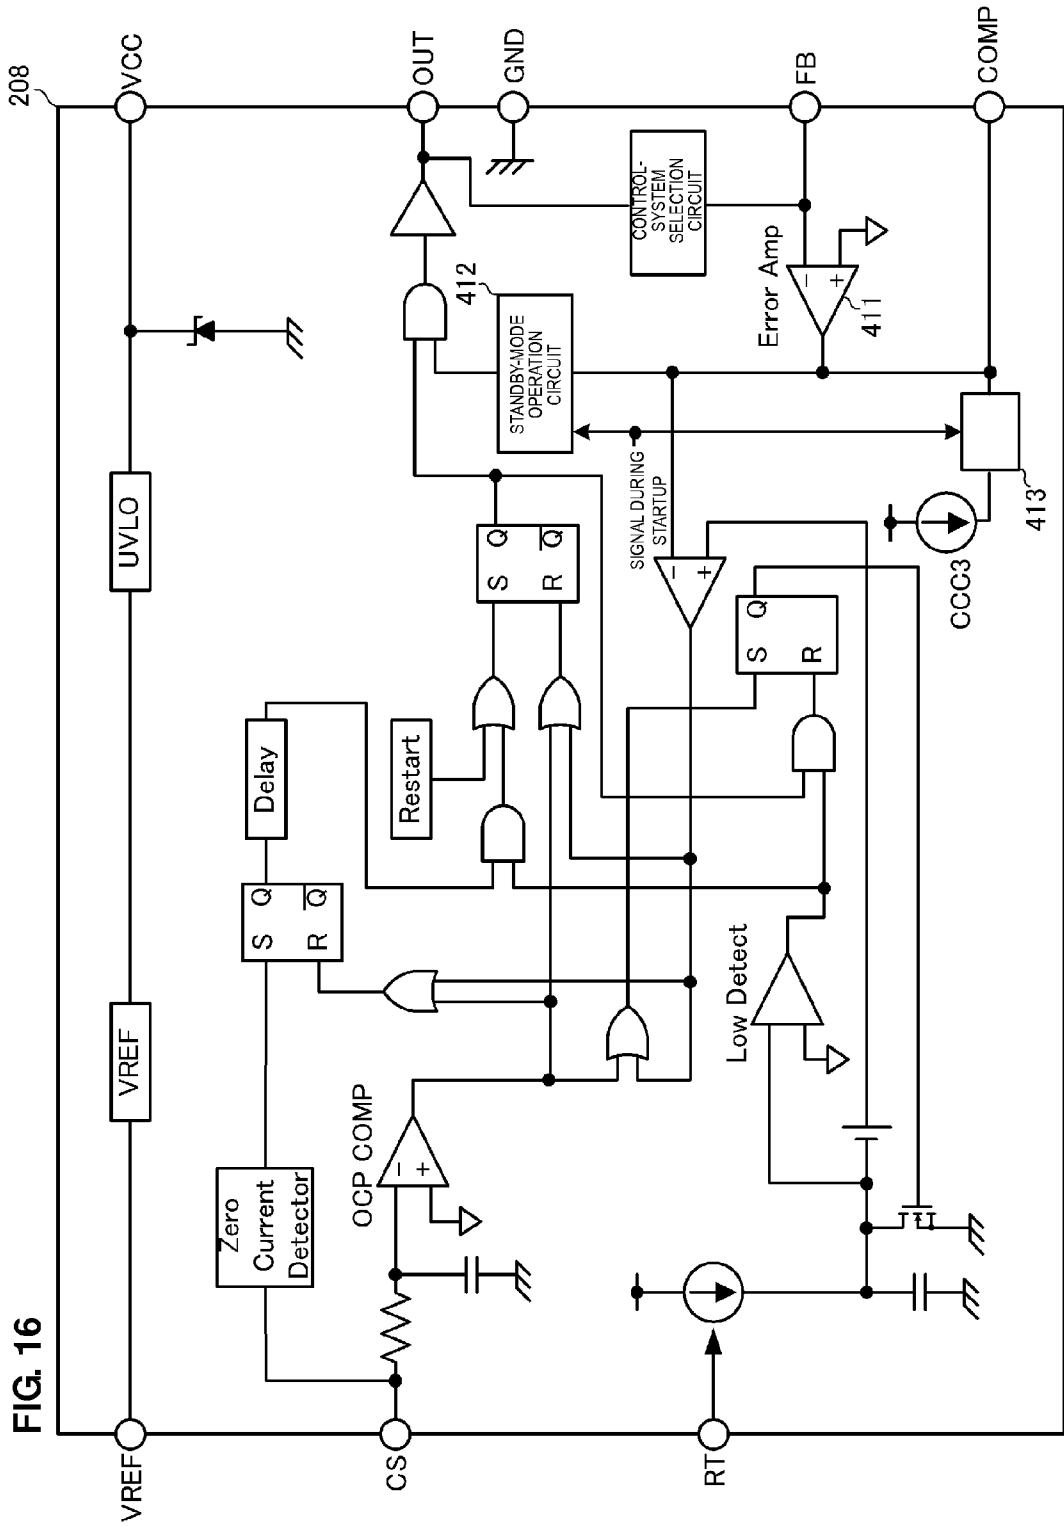 FIG. 16
208
VREF
VREF
UVLO
VCC
Zero
Current
Detector
S
Q
R
Q
Delay
Restart
OUT
GND
CS
OCP COMP
−
+
S
Q
R
Q
412
STANDBY-MODE
OPERATION
CIRCUIT
CONTROL-
SYSTEM
SELECTION
CIRCUIT
SIGNAL DURING
STARTUP
−
+
Error Amp
−
+
411
FB
RT
Low Detect
S
Q
R
CCC3
413
COMP